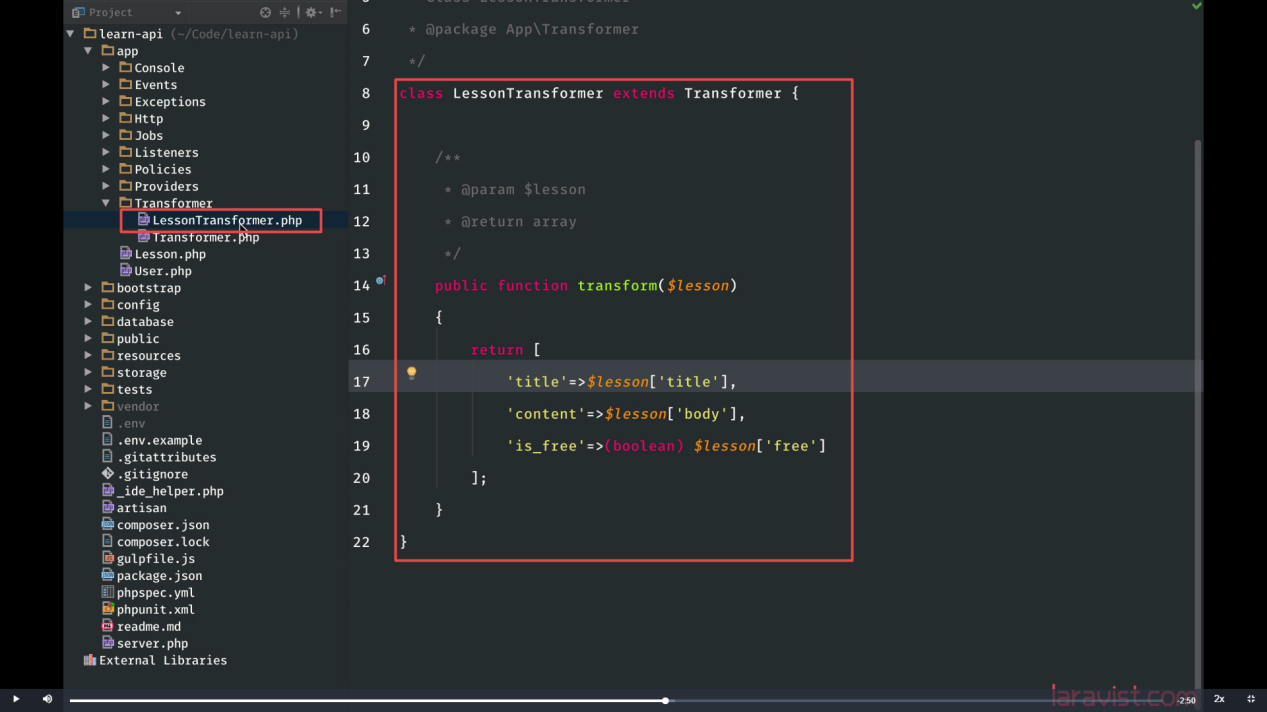 Project
learn-api (~/Code/learn-api)
app
Console
Events
Exceptions
Http
Jobs
Listeners
Policies
Providers
Transformer
LessonTransformer.php
Transformer.php
Lesson.php
User.php
bootstrap
config
database
public
resources
storage
tests
vendor
.env
.env.example
.gitattributes
.gitignore
_ide_helper.php
artisan
composer.json
composer.lock
gulpfile.js
package.json
phpspec.yml
phpunit.xml
readme.md
server.php
External Libraries
6 * @package App\Transformer
7 */
8 class LessonTransformer extends Transformer {
9
10 /**
11 * @param $lesson
12 * @return array
13 */
14 public function transform($lesson)
15 {
16 return [
17 'title'=>$lesson['title'],
18 'content'=>$lesson['body'],
19 'is_free'=>(boolean) $lesson['free']
20 ];
21 }
22 }
laravist.com
-2:50
2x